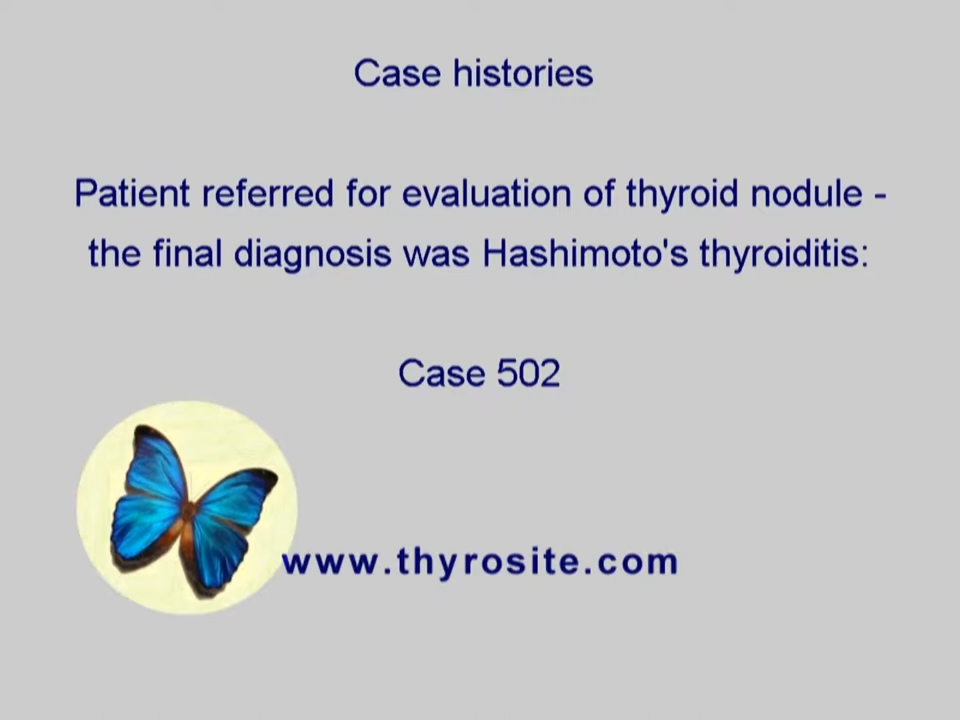 Case histories
Patient referred for evaluation of thyroid nodule -
the final diagnosis was Hashimoto's thyroiditis:
Case 502
www.thyrosite.com